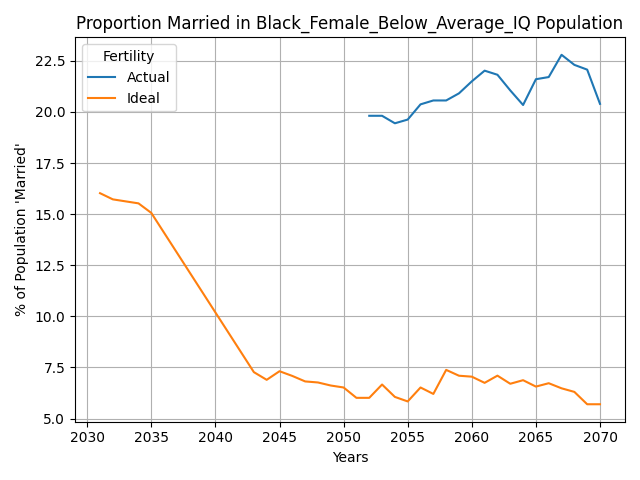 Proportion Married in Black_Female_Below_Average_IQ Population
Fertility
Actual
Ideal
% of Population 'Married'
22.5
20.0
17.5
15.0
12.5
10.0
7.5
5.0
2030 2035 2040 2045 2050 2055 2060 2065 2070
Years